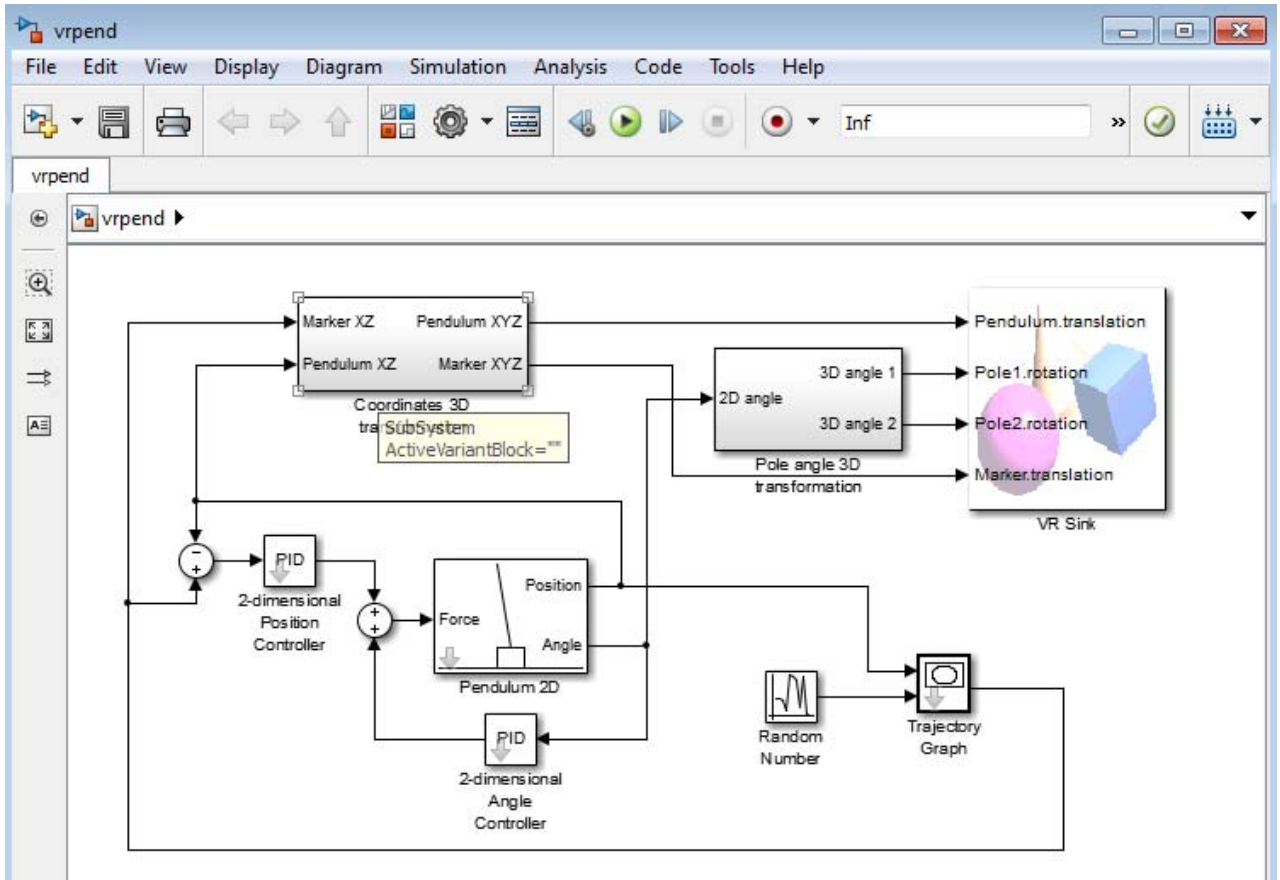 vrpend
File Edit View Display Diagram Simulation Analysis Code Tools Help
Inf »
vrpend
vrpend
Marker XZ Pendulum XYZ
Pendulum XZ Marker XYZ
Coordinates 3D
SubSystem
ActiveVariantBlock=""
2D angle 3D angle 1
3D angle 2
Pole angle 3D
transformation
Pendulum.translation
Pole1.rotation
Pole2.rotation
Marker.translation
VR Sink
PID
2-dimensional
Position
Controller
Force Position
Angle
Pendulum 2D
PID
2-dimensional
Angle
Controller
Random
Number
Trajectory
Graph